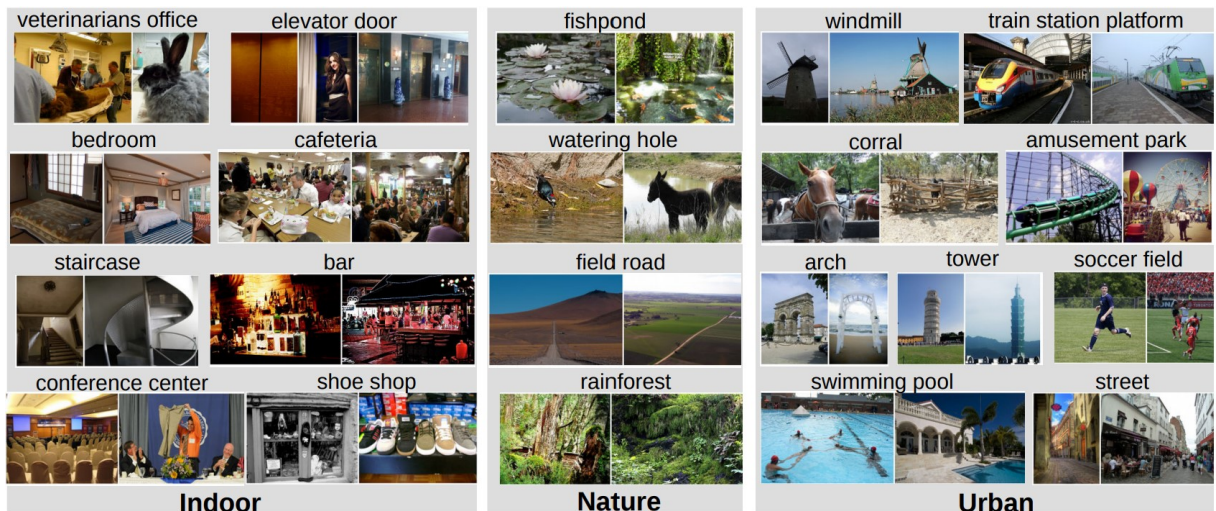 veterinarians office
elevator door
bedroom
cafeteria
staircase
bar
conference center
shoe shop
Indoor
fishpond
watering hole
field road
rainforest
Nature
windmill
train station platform
corral
amusement park
arch
tower
soccer field
swimming pool
street
Urban